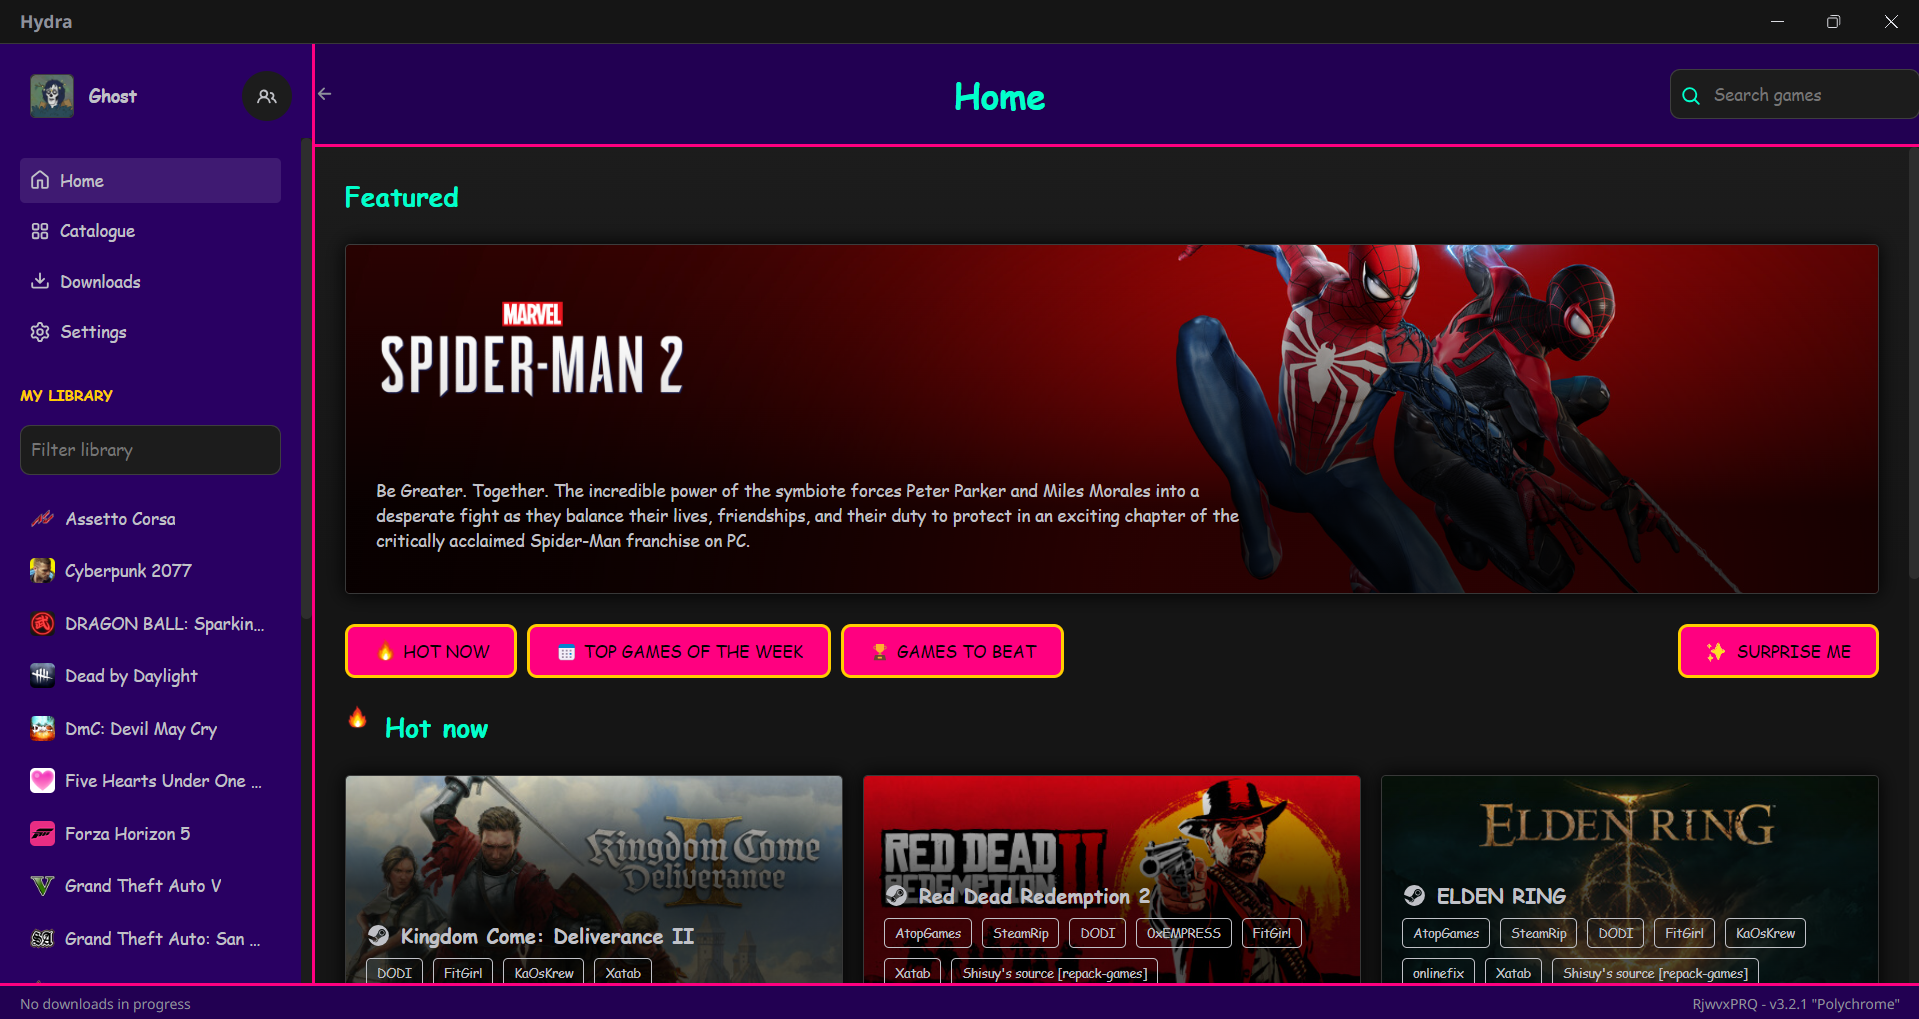 Hydra
Ghost
Home
Search games
Home
Catalogue
Downloads
Settings
MY LIBRARY
Filter library
Assetto Corsa
Cyberpunk 2077
DRAGON BALL: Sparkin...
Dead by Daylight
DmC: Devil May Cry
Five Hearts Under One ...
Forza Horizon 5
Grand Theft Auto V
Grand Theft Auto: San ...
Featured
MARVEL
SPIDER-MAN 2
Be Greater. Together. The incredible power of the symbiote forces Peter Parker and Miles Morales into a
desperate fight as they balance their lives, friendships, and their duty to protect in an exciting chapter of the
critically acclaimed Spider-Man franchise on PC.
HOT NOW
TOP GAMES OF THE WEEK
GAMES TO BEAT
SURPRISE ME
Hot now
Kingdom Come
II
Deliverance
Kingdom Come: Deliverance II
DODI
FitGirl
KaOsKrew
Xatab
RED DEAD
REDEMPTION II
Red Dead Redemption 2
AtopGames
SteamRip
DODI
0xEMPRESS
FitGirl
Xatab
Shisuy's source [repack-games]
ELDEN RING
ELDEN RING
AtopGames
SteamRip
DODI
FitGirl
KaOsKrew
onlinefix
Xatab
Shisuy's source [repack-games]
No downloads in progress
RjwvxPRQ - v3.2.1 "Polychrome"